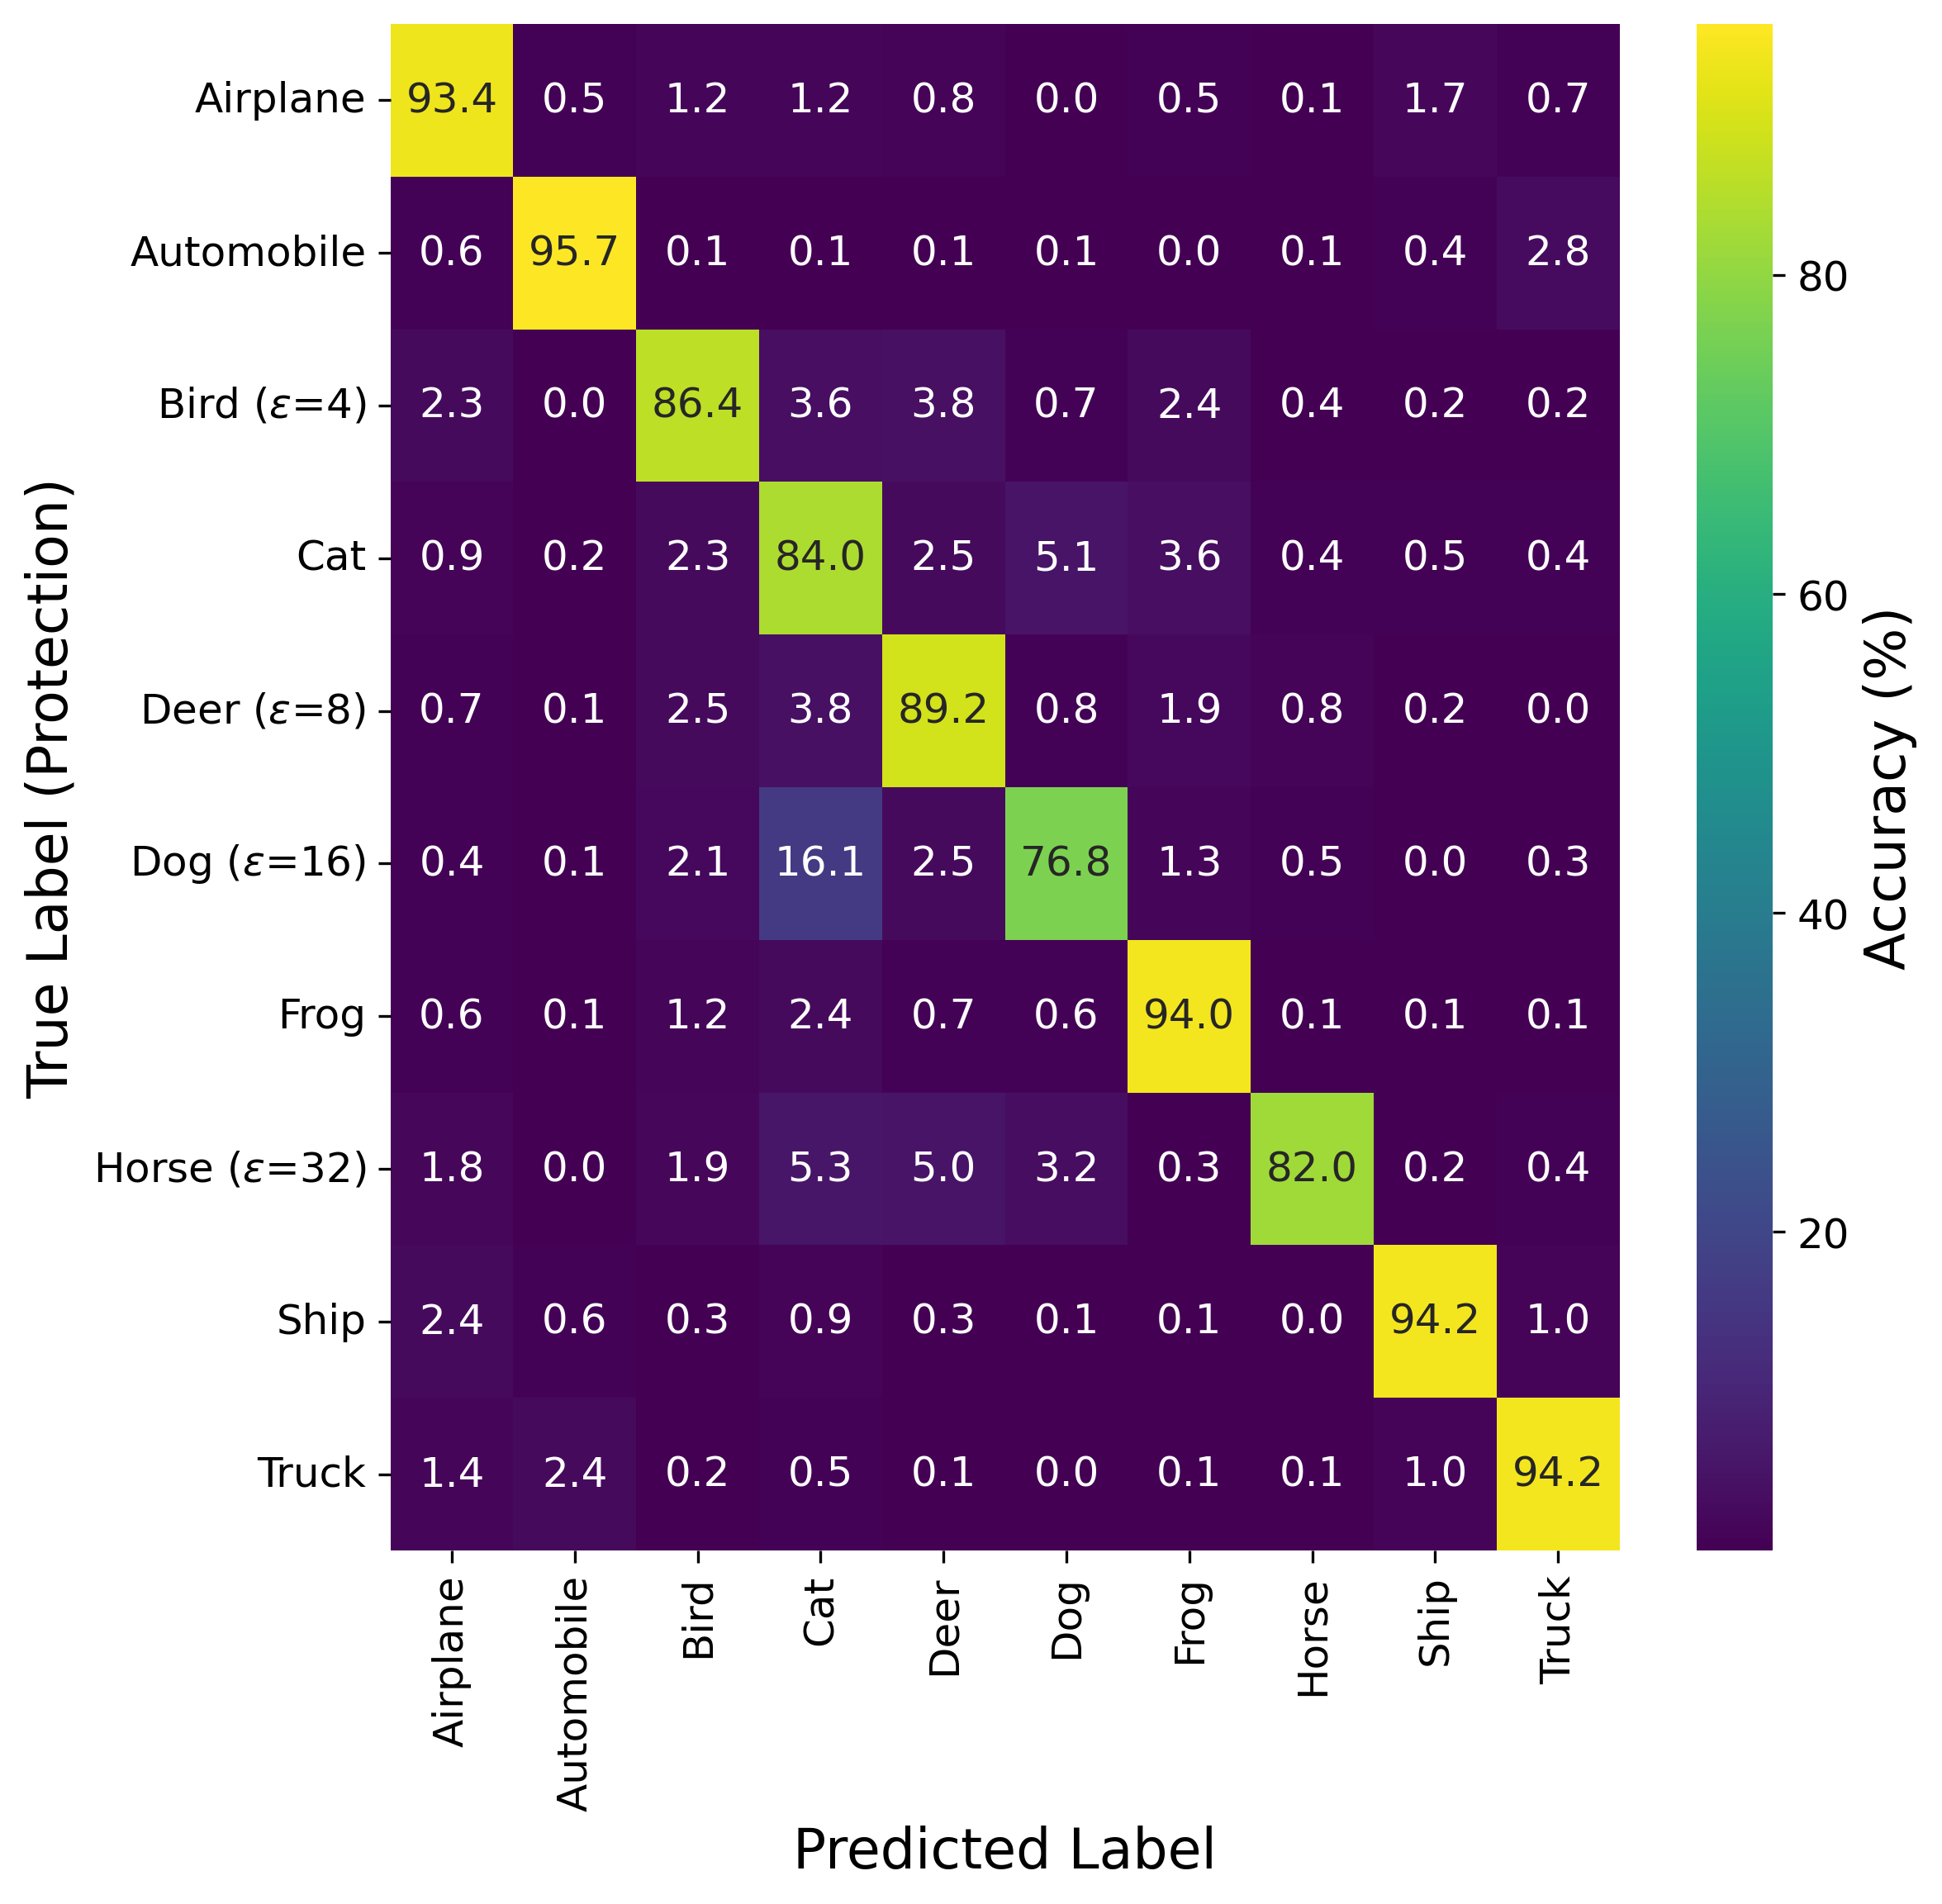 Airplane 93.4 0.5 1.2 1.2 0.8 0.0 0.5 0.1 1.7 0.7
Automobile 0.6 95.7 0.1 0.1 0.1 0.1 0.0 0.1 0.4 2.8
Bird (ε=4) 2.3 0.0 86.4 3.6 3.8 0.7 2.4 0.4 0.2 0.2
Cat 0.9 0.2 2.3 84.0 2.5 5.1 3.6 0.4 0.5 0.4
Deer (ε=8) 0.7 0.1 2.5 3.8 89.2 0.8 1.9 0.8 0.2 0.0
Dog (ε=16) 0.4 0.1 2.1 16.1 2.5 76.8 1.3 0.5 0.0 0.3
Frog 0.6 0.1 1.2 2.4 0.7 0.6 94.0 0.1 0.1 0.1
Horse (ε=32) 1.8 0.0 1.9 5.3 5.0 3.2 0.3 82.0 0.2 0.4
Ship 2.4 0.6 0.3 0.9 0.3 0.1 0.1 0.0 94.2 1.0
Truck 1.4 2.4 0.2 0.5 0.1 0.0 0.1 0.1 1.0 94.2
True Label (Protection)
Airplane
Automobile
Bird
Cat
Deer
Dog
Frog
Horse
Ship
Truck
Predicted Label
80
60
40
20
Accuracy (%)